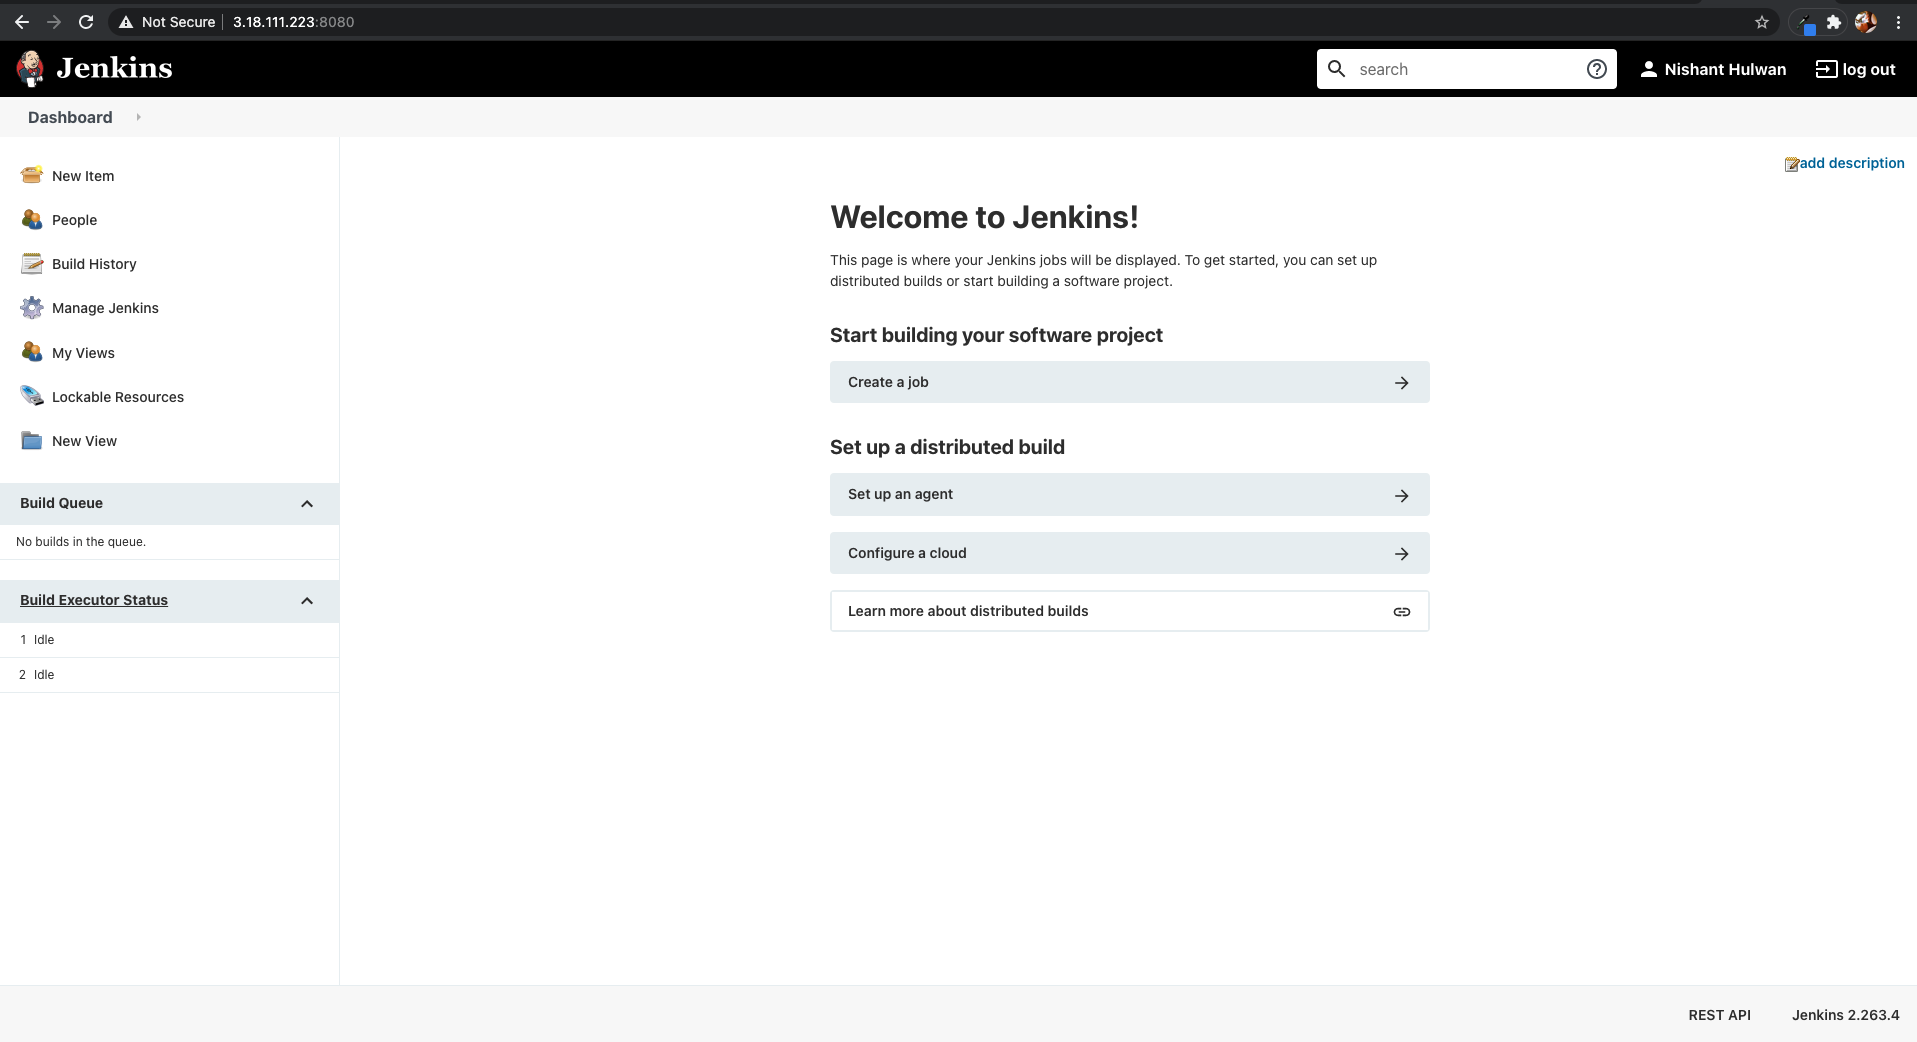 Not Secure 3.18.111.223:8080
Jenkins
search
Nishant Hulwan
log out
Dashboard
New Item
People
Build History
Manage Jenkins
My Views
Lockable Resources
New View
Build Queue
No builds in the queue.
Build Executor Status
1 Idle
2 Idle
add description
Welcome to Jenkins!
This page is where your Jenkins jobs will be displayed. To get started, you can set up
distributed builds or start building a software project.
Start building your software project
Create a job
Set up a distributed build
Set up an agent
Configure a cloud
Learn more about distributed builds
REST API
Jenkins 2.263.4